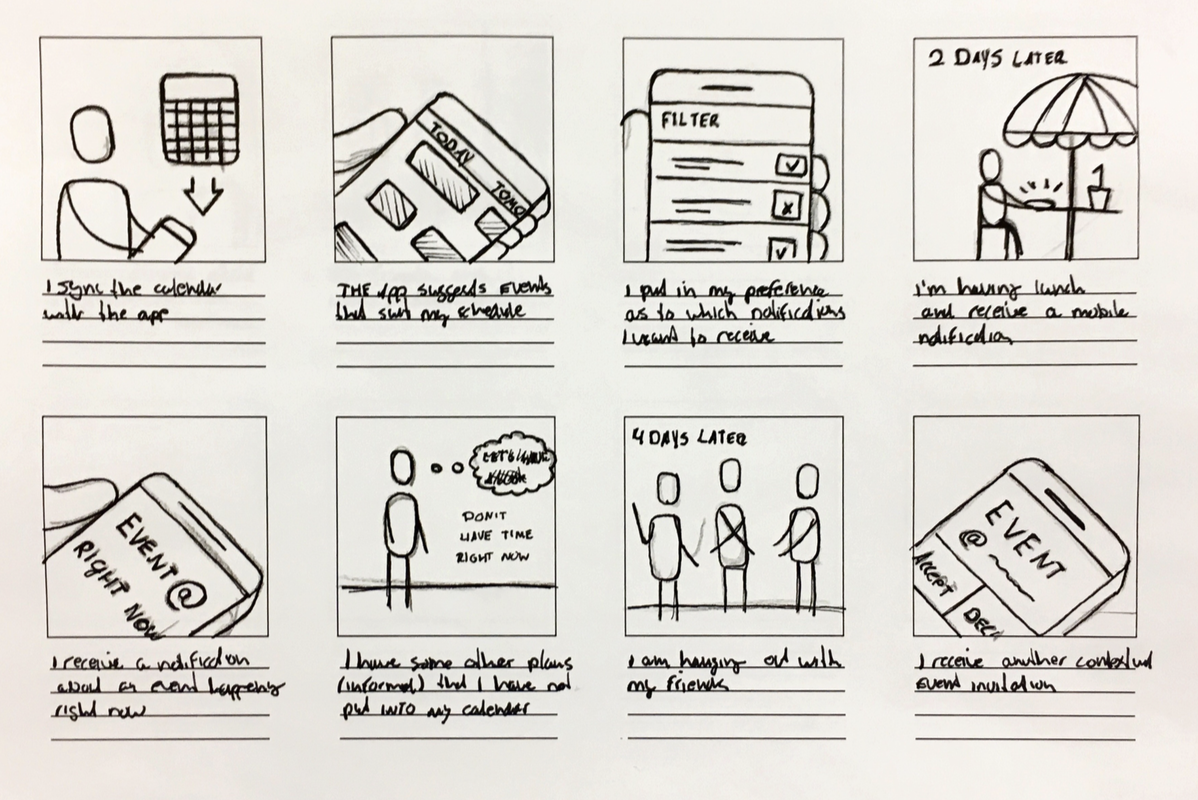 I sync the calendar
with the app
TODAY
TOMO
THE App suggests EVENTS
that suit my schedule
FILTER
I put in my preference
as to which notifications
I want to receive
2 DAYS LATER
I'm having lunch
and receive a mobile
notification
EVENT @
RIGHT NOW
I receive a notification
about an event happening
right now
LET'S
DON'T
HAVE TIME
RIGHT NOW
I have some other plans
(informal) that I have not
put INTO my calendar
4 DAYS LATER
I am hanging out with
my friends
EVENT
@
ACCEPT
DECL
I receive another contextual
event invitation